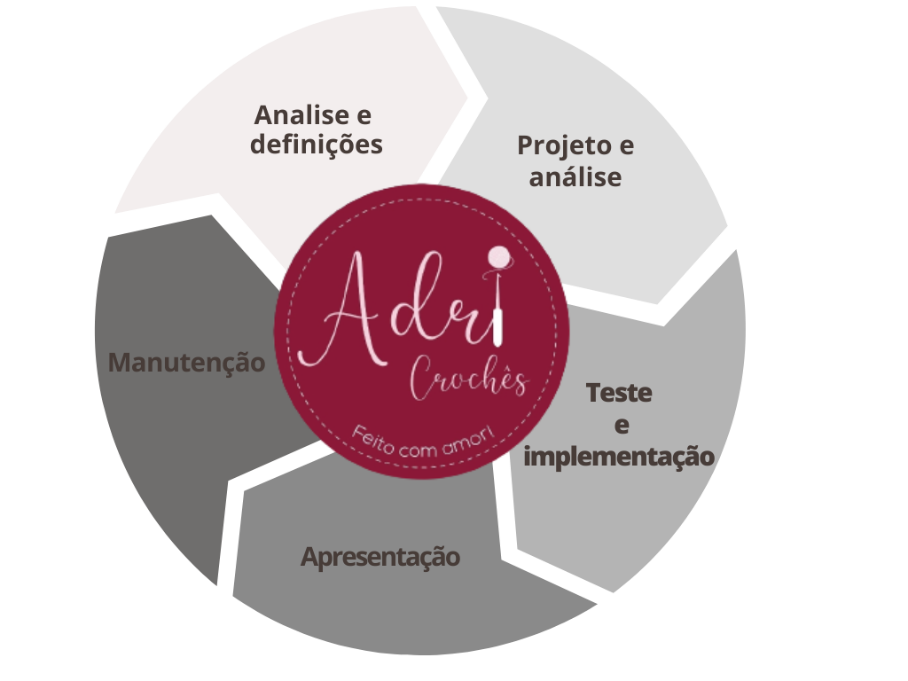 Analise e
definições
Projeto e
análise
Teste
e
implementação
Apresentação
Manutenção
Adri
Crochês
Feito com amor!